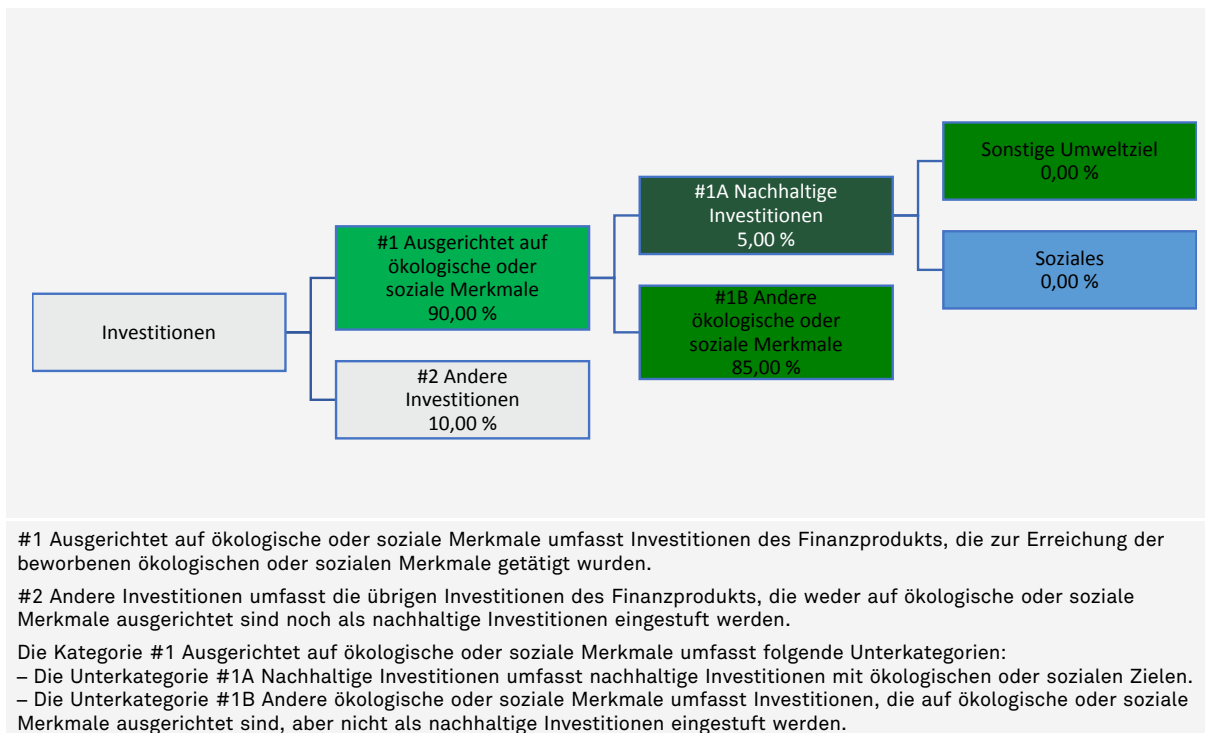 Investitionen
#1 Ausgerichtet auf
ökologische oder
soziale Merkmale
90,00 %
#2 Andere
Investitionen
10,00 %
#1A Nachhaltige
Investitionen
5,00 %
#1B Andere
ökologische oder
soziale Merkmale
85,00 %
Sonstige Umweltziel
0,00 %
Soziales
0,00 %
#1 Ausgerichtet auf ökologische oder soziale Merkmale umfasst Investitionen des Finanzprodukts, die zur Erreichung der
beworbenen ökologischen oder sozialen Merkmale getätigt wurden.
#2 Andere Investitionen umfasst die übrigen Investitionen des Finanzprodukts, die weder auf ökologische oder soziale
Merkmale ausgerichtet sind noch als nachhaltige Investitionen eingestuft werden.
Die Kategorie #1 Ausgerichtet auf ökologische oder soziale Merkmale umfasst folgende Unterkategorien:
– Die Unterkategorie #1A Nachhaltige Investitionen umfasst nachhaltige Investitionen mit ökologischen oder sozialen Zielen.
– Die Unterkategorie #1B Andere ökologische oder soziale Merkmale umfasst Investitionen, die auf ökologische oder soziale
Merkmale ausgerichtet sind, aber nicht als nachhaltige Investitionen eingestuft werden.